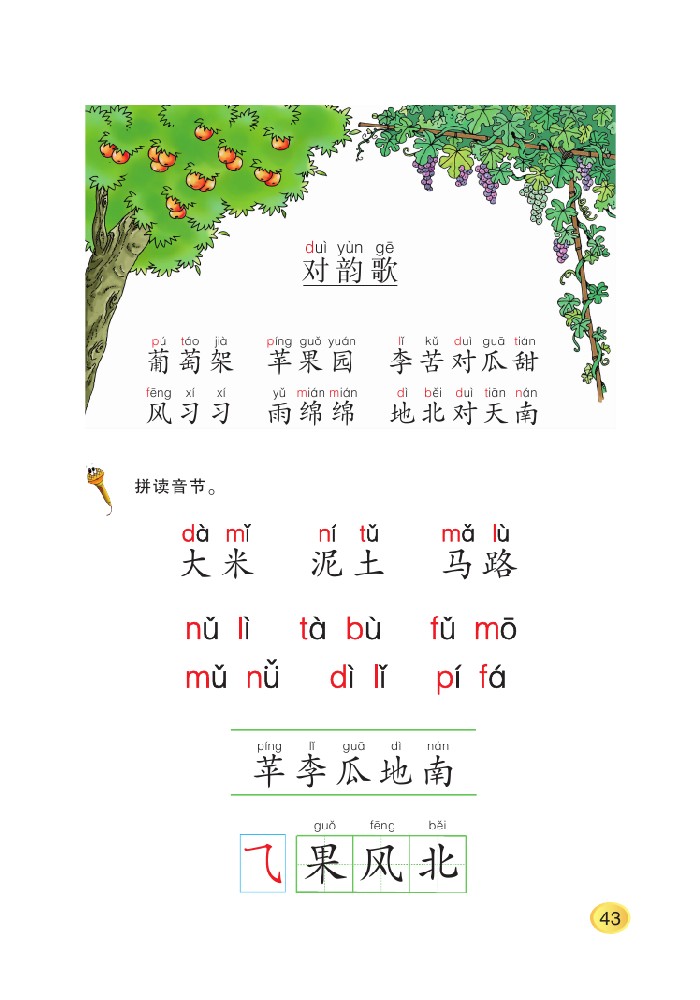 duì yùn gē
对韵歌
pú táo jià píng guǒ yuán lǐ kǔ duì guā tián
葡萄架 苹果园 李苦对瓜甜
fēng xí xí yǔ mián mián dì běi duì tiān nán
风习习 雨绵绵 地北对天南
拼读音节。
dà mǐ ní tǔ mǎ lù
大米 泥土 马路
nǔ lì tà bù fǔ mō
mǔ nǚ dì lǐ pí fá
píng lǐ guā dì nán
苹李瓜地南
guǒ fēng běi
⺄ 果风北
43